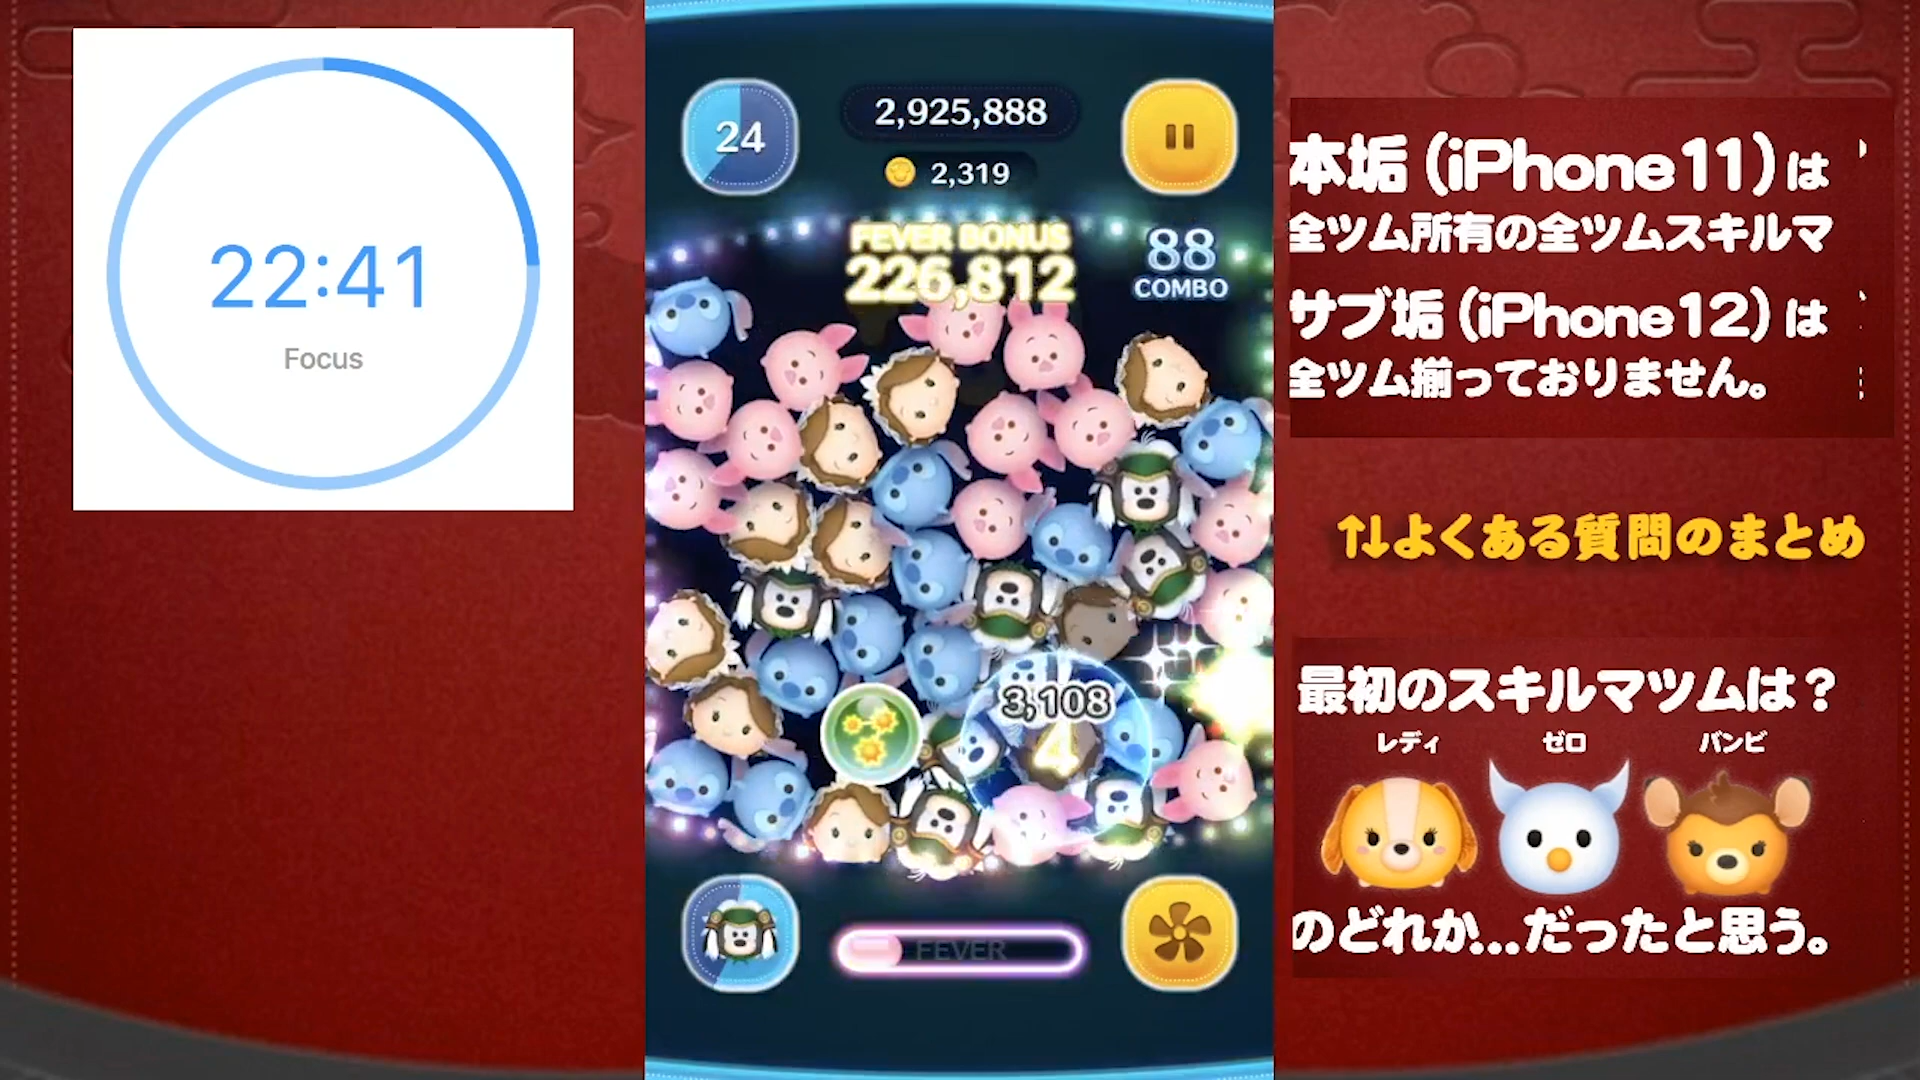 22:41
Focus
24
2,925,888
2,319
FEVER BONUS
226,812
88
COMBO
3,108
4
FEVER
本垢(iPhone11)は
全ツム所有の全ツムスキルマ
サブ垢(iPhone12)は
全ツム揃っておりません。
⇅よくある質問のまとめ
最初のスキルマツムは?
レディ ゼロ バンビ
のどれか...だったと思う。